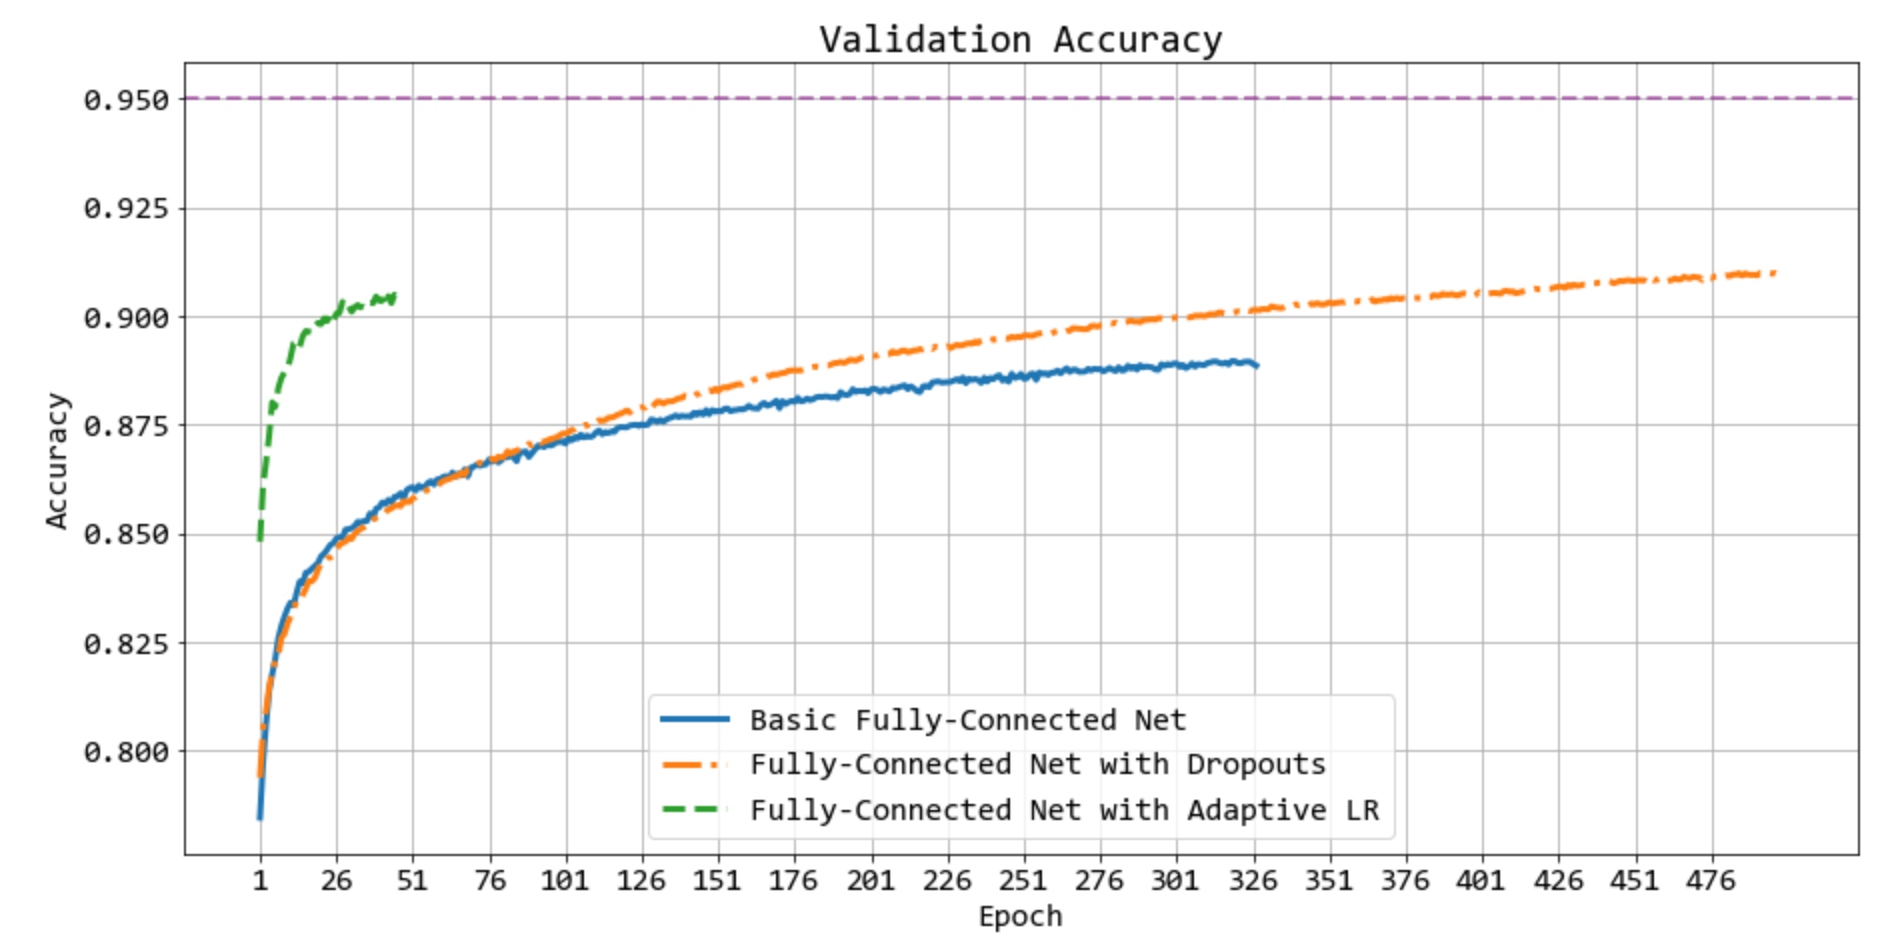 Validation Accuracy
0.950
0.925
0.900
0.875
0.850
0.825
0.800
Accuracy
Basic Fully-Connected Net
Fully-Connected Net with Dropouts
Fully-Connected Net with Adaptive LR
1 26 51 76 101 126 151 176 201 226 251 276 301 326 351 376 401 426 451 476
Epoch